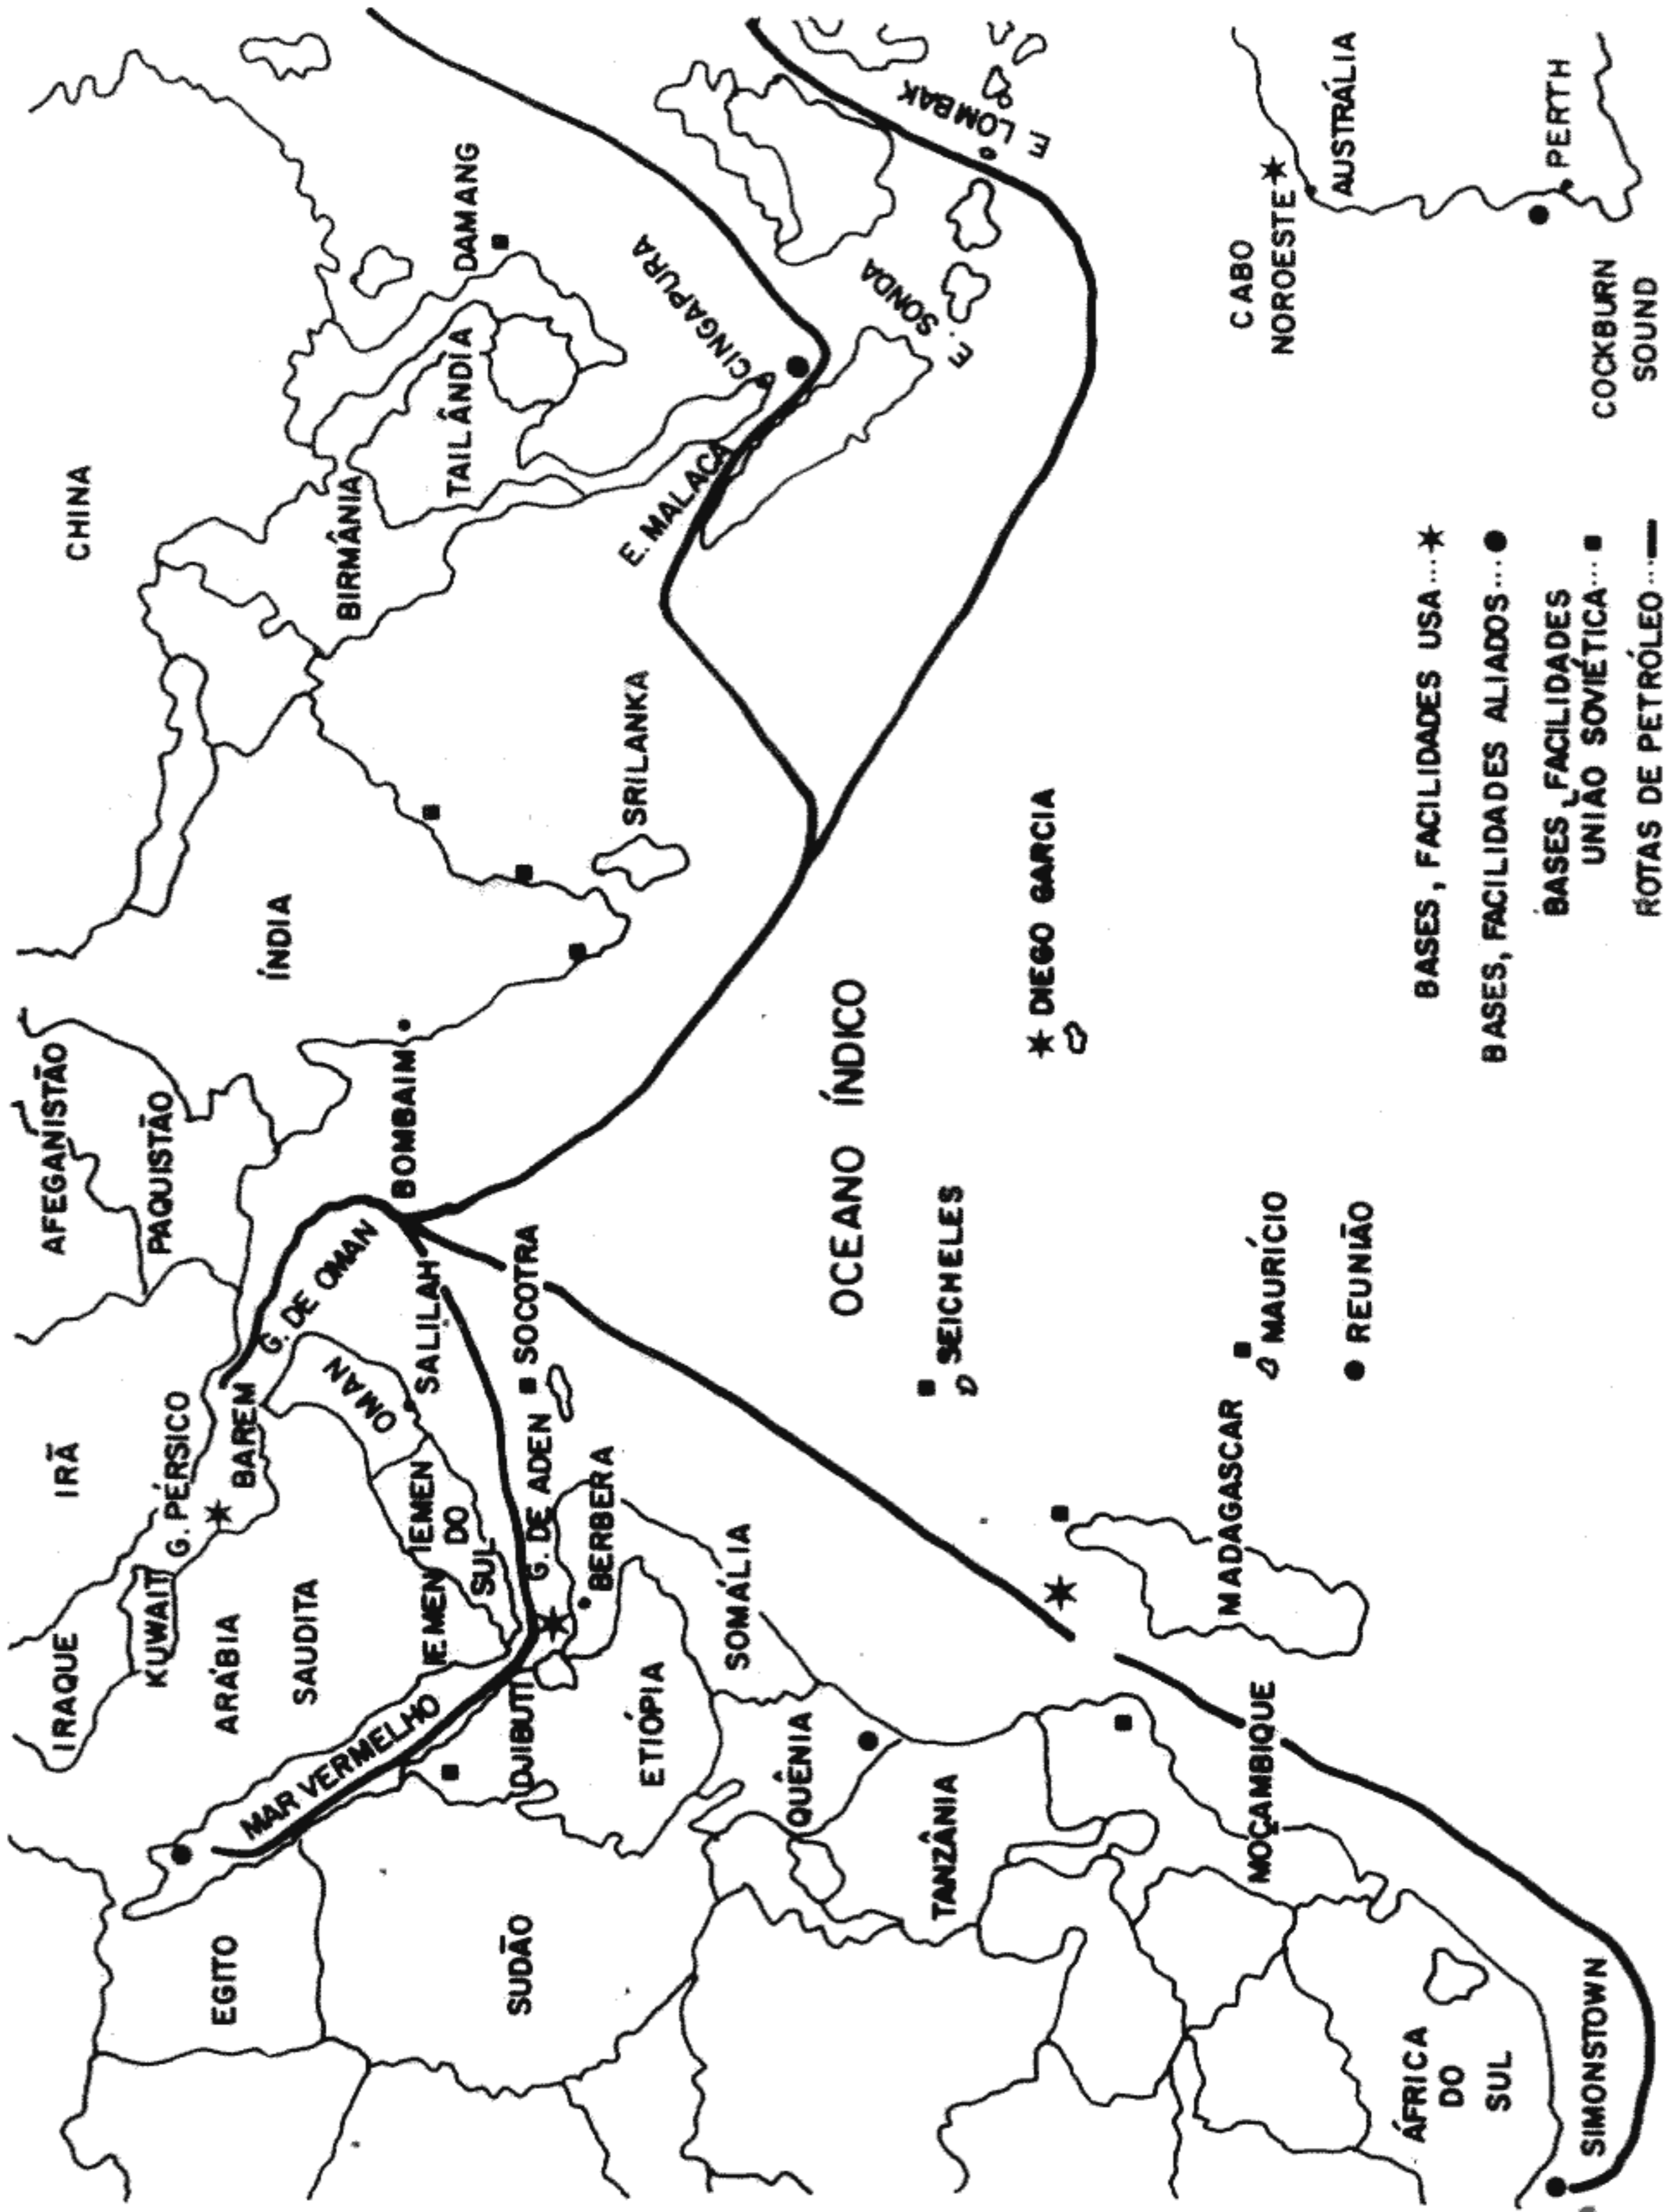 CHINA
AFEGANISTÃO
PAQUISTÃO
IRÃ
IRAQUE
KUWAIT
G. PÉRSICO
BAREM
ARÁBIA
SAUDITA
EGITO
MAR VERMELHO
G. DE OMAN
OMAN
SALILAH
IEMEN
IEMEN
DO
SUL
G. DE ADEN
SOCOTRA
DJIBUTI
BERBERA
SUDÃO
ETIÓPIA
SOMÁLIA
QUÊNIA
TANZÂNIA
MOÇAMBIQUE
MADAGASCAR
ÁFRICA
DO
SUL
SIMONSTOWN
ÍNDIA
BOMBAIM
SRILANKA
BIRMÂNIA
TAILÂNDIA
DAMANG
CINGAPURA
E. MALACA
E. SONDA
E LOMBAK
OCEANO ÍNDICO
SEICHELES
MAURÍCIO
REUNIÃO
DIEGO GARCIA
CABO
NOROESTE
AUSTRÁLIA
PERTH
COCKBURN
SOUND
BASES, FACILIDADES USA...
BASES, FACILIDADES ALIADOS...
BASES, FACILIDADES
UNIÃO SOVIÉTICA...
ROTAS DE PETRÓLEO...